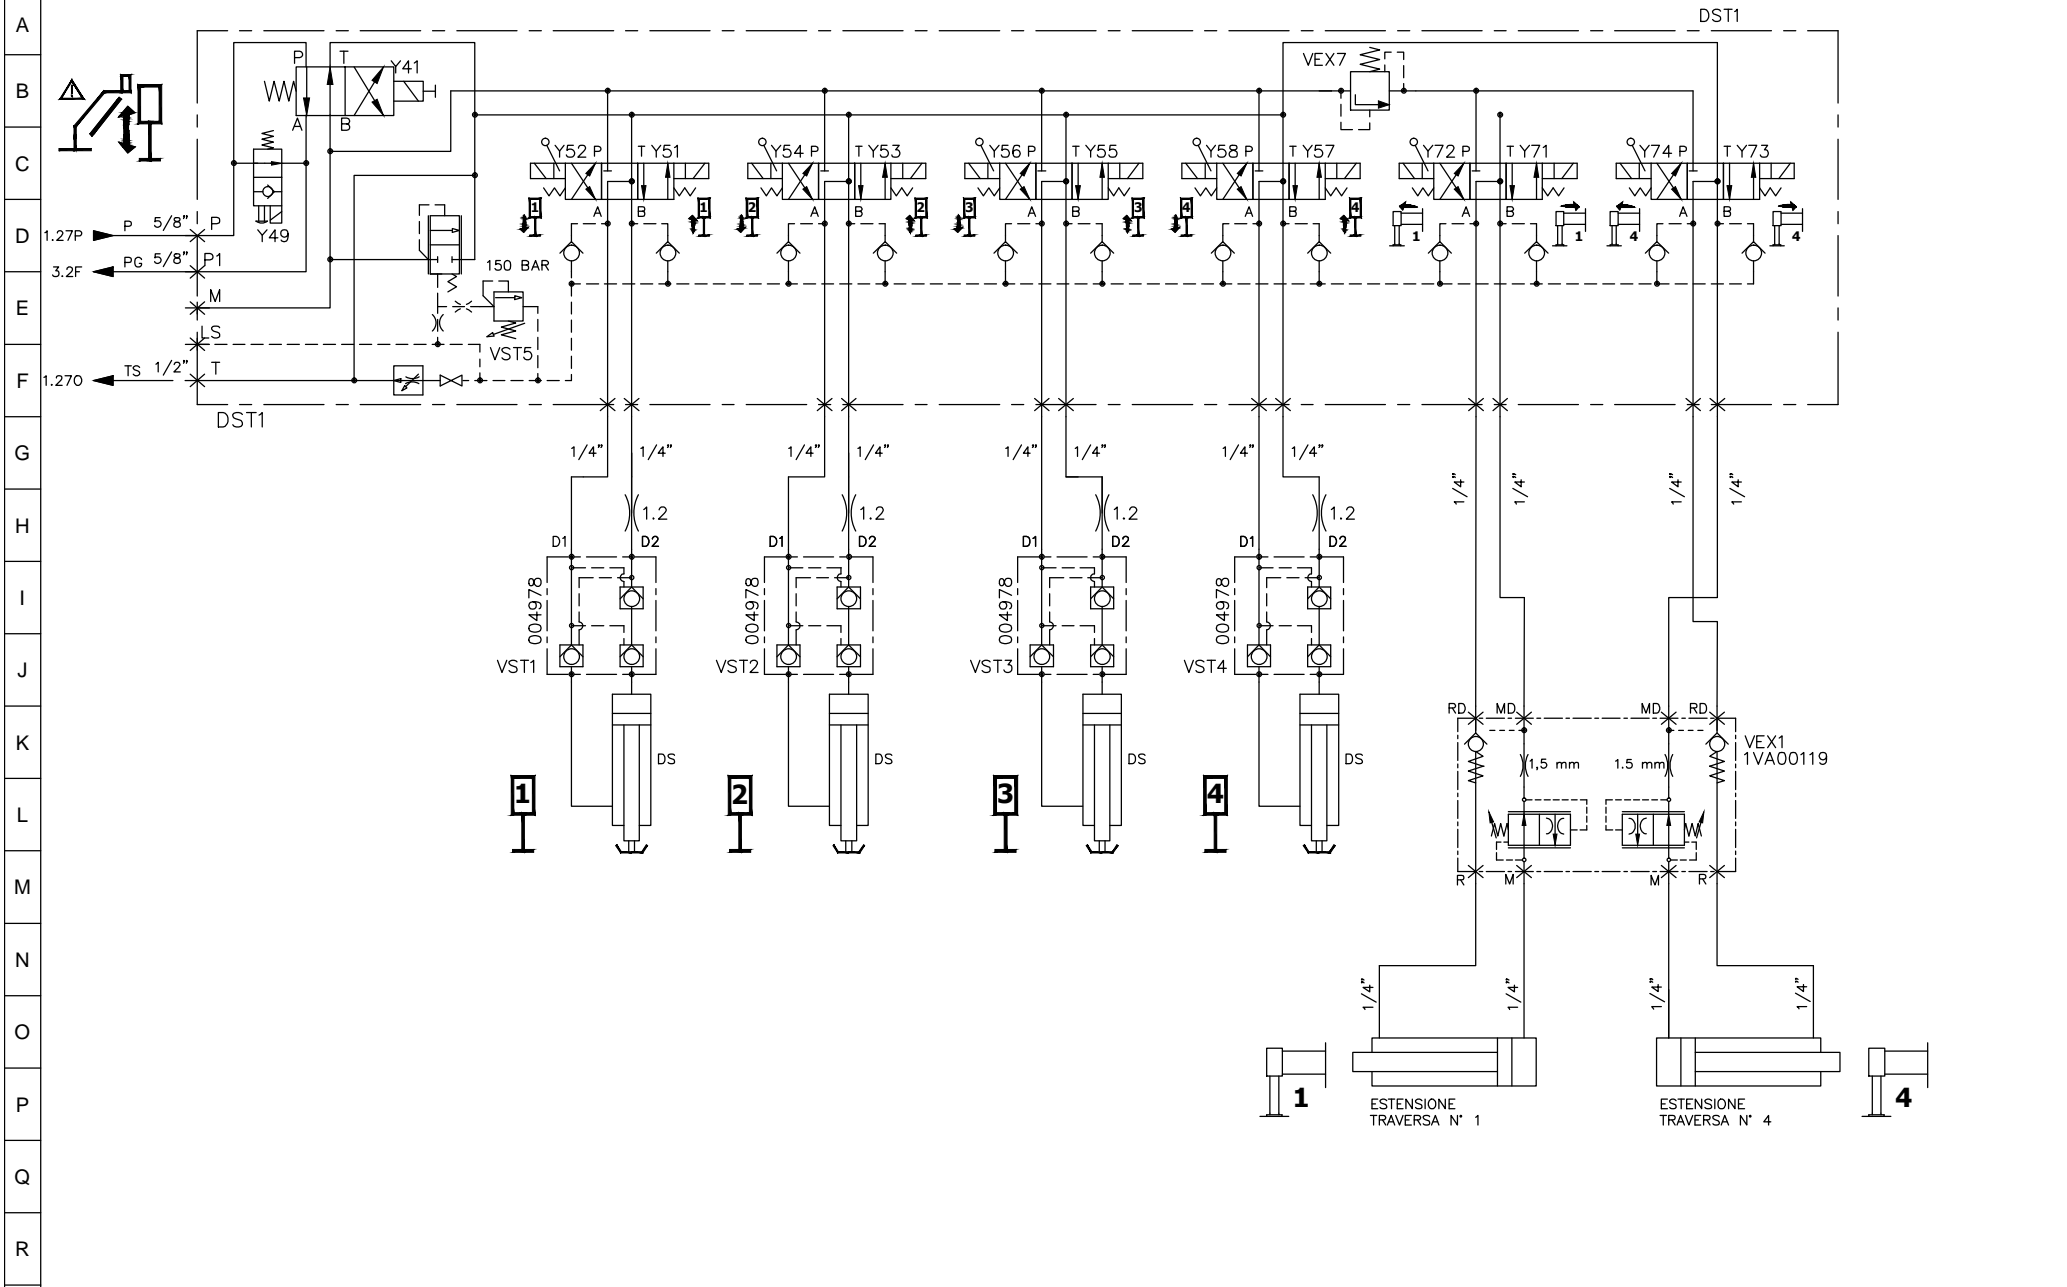 A
DST1
B
P
T
Y41
VEX7
C
Y52 P
T Y51
Y54 P
T Y53
Y56 P
T Y55
Y58 P
T Y57
Y72 P
T Y71
Y74 P
T Y73
A
B
1
A
B
1
2
A
B
2
3
A
B
3
4
A
B
4
A
B
A
B
D
1.27P
P
5/8"
P
Y49
1
1
4
4
3.2F
PG
5/8"
P1
150 BAR
E
M
LS
VST5
F
1.27O
TS
1/2"
T
DST1
G
1/4"
1/4"
1/4"
1/4"
1/4"
1/4"
1/4"
1/4"
1/4"
1/4"
1/4"
1/4"
H
1.2
1.2
1.2
1.2
D1
D2
D1
D2
D1
D2
D1
D2
I
004978
004978
004978
004978
J
VST1
VST2
VST3
VST4
RD
MD
MD
RD
K
DS
DS
DS
DS
VEX1
1VA00119
1,5 mm
1.5 mm
L
1
2
3
4
M
R
M
M
R
N
1/4"
1/4"
1/4"
1/4"
O
P
1
ESTENSIONE
TRAVERSA N° 1
ESTENSIONE
TRAVERSA N° 4
4
Q
R